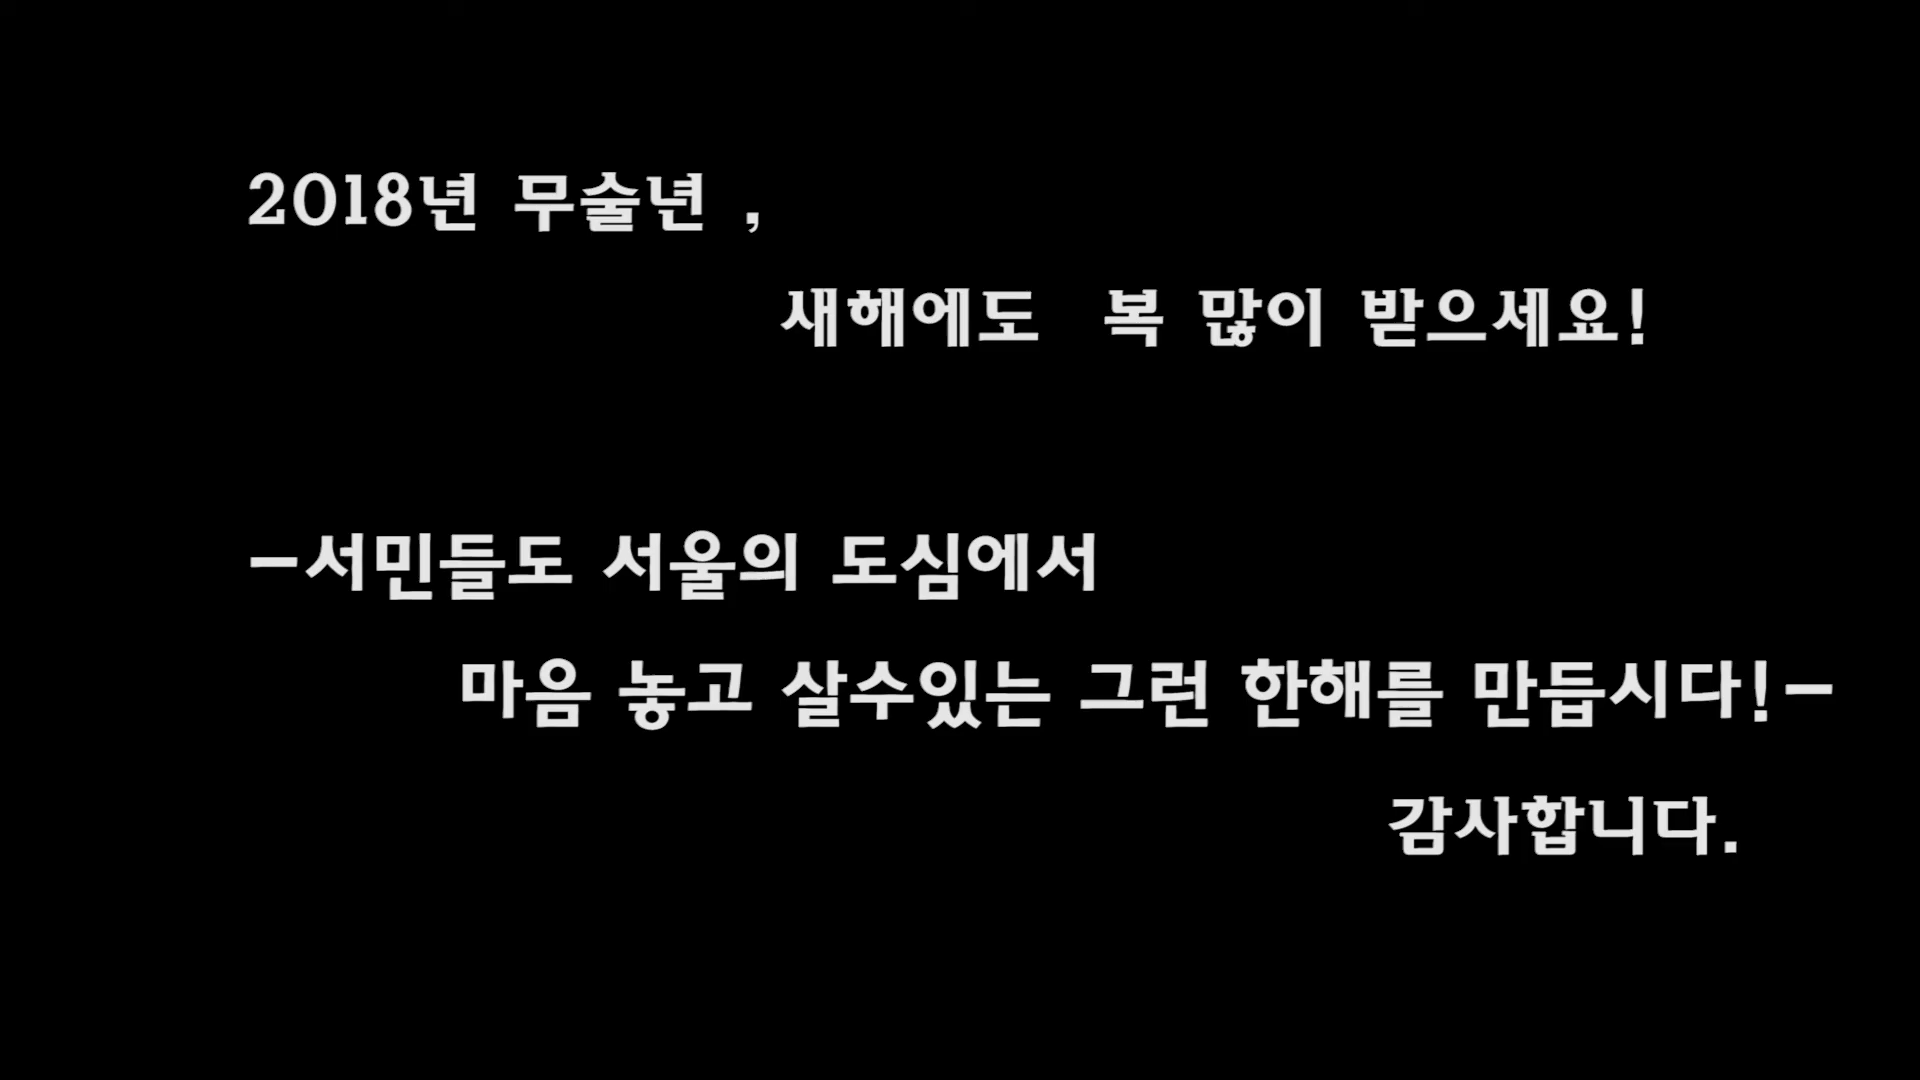 2018년 무술년 ,
새해에도 복 많이 받으세요!
-서민들도 서울의 도심에서
마음 놓고 살수있는 그런 한해를 만듭시다!-
감사합니다.